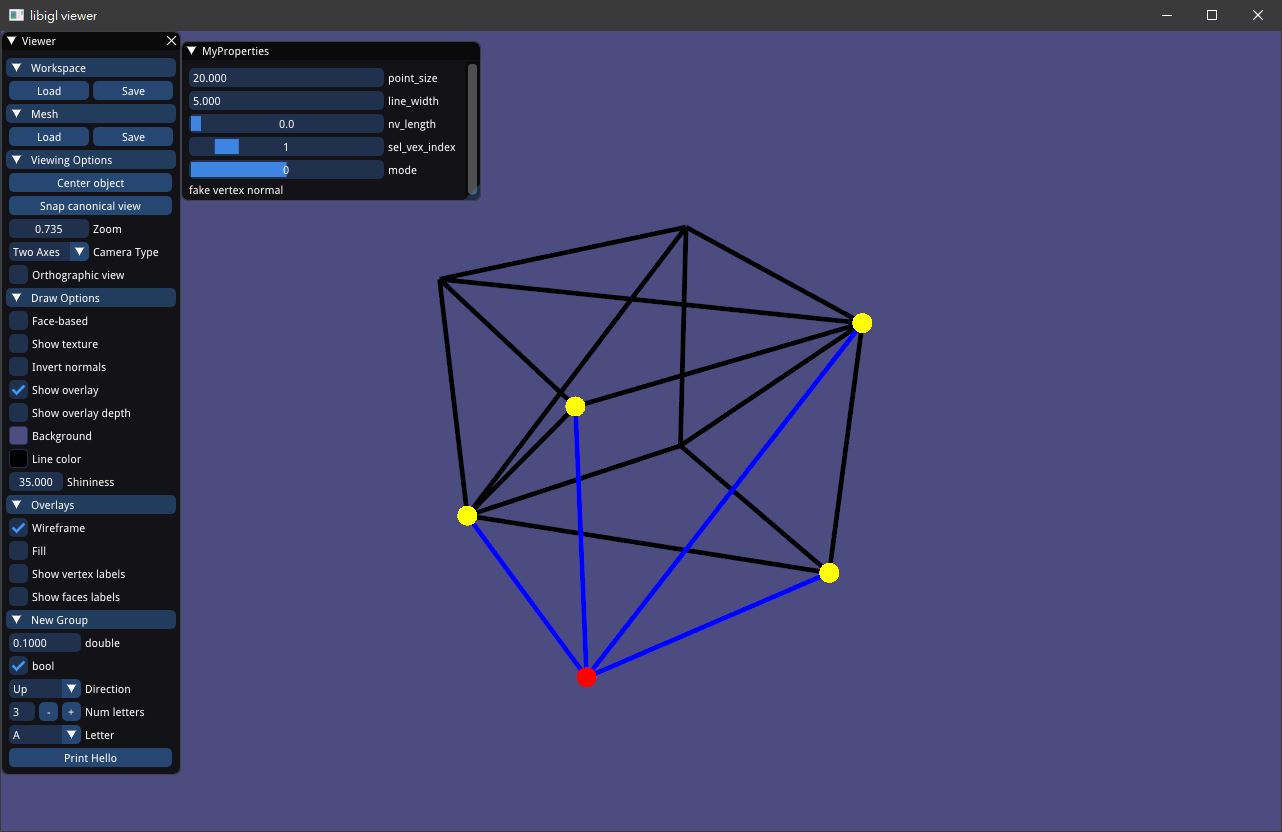 libigl viewer
Viewer
Workspace
Load Save
Mesh
Load Save
Viewing Options
Center object
Snap canonical view
0.735 Zoom
Two Axes Camera Type
Orthographic view
Draw Options
Face-based
Show texture
Invert normals
Show overlay
Show overlay depth
Background
Line color
35.000 Shininess
Overlays
Wireframe
Fill
Show vertex labels
Show faces labels
New Group
0.1000 double
bool
Up Direction
3 - + Num letters
A Letter
Print Hello
MyProperties
20.000 point_size
5.000 line_width
0.0 nv_length
1 sel_vex_index
0 mode
fake vertex normal